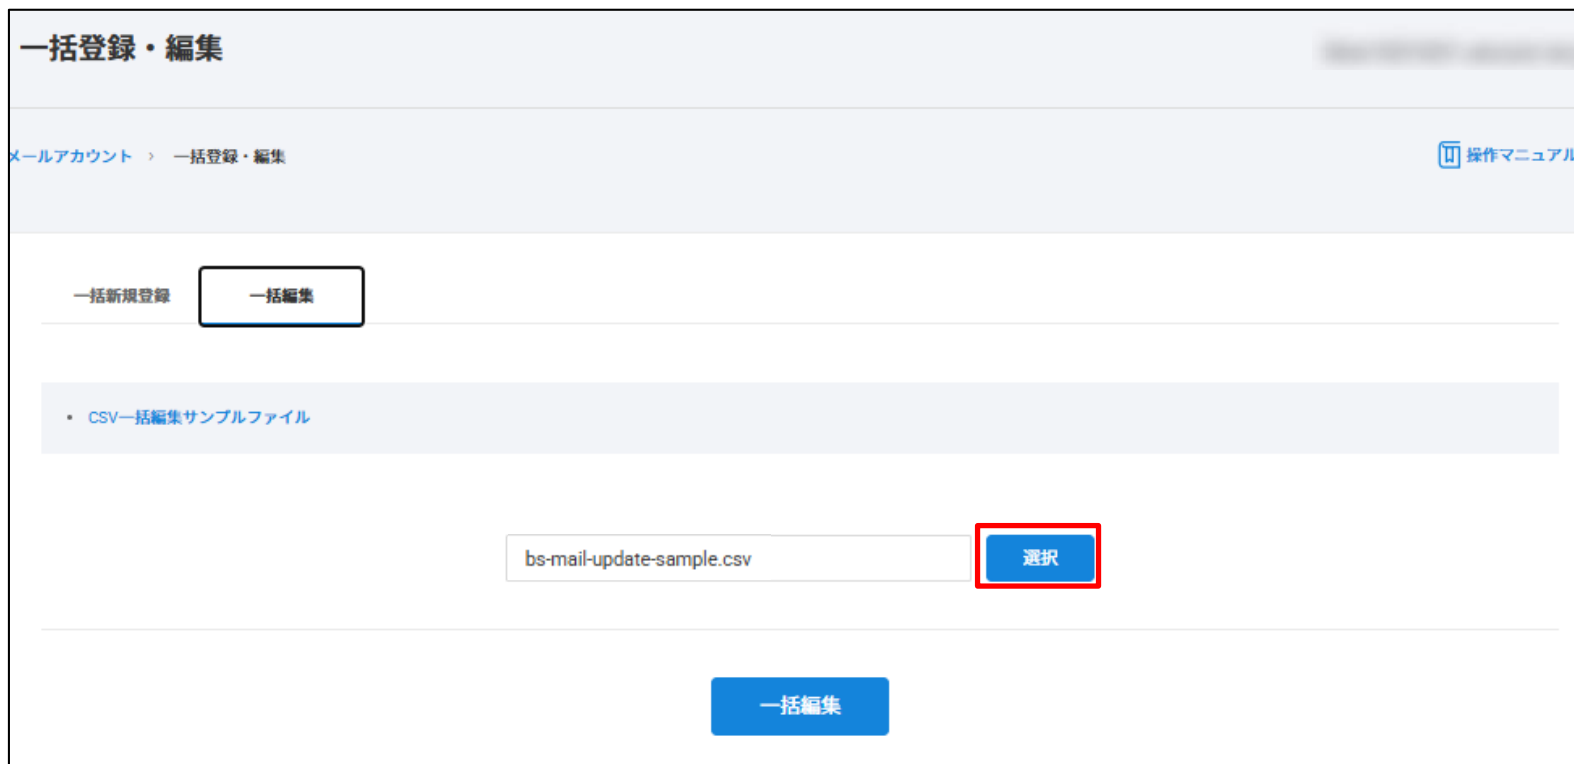 一括登録・編集
メールアカウント › 一括登録・編集
操作マニュアル
一括新規登録 一括編集
• CSV一括編集サンプルファイル
bs-mail-update-sample.csv 選択
一括編集